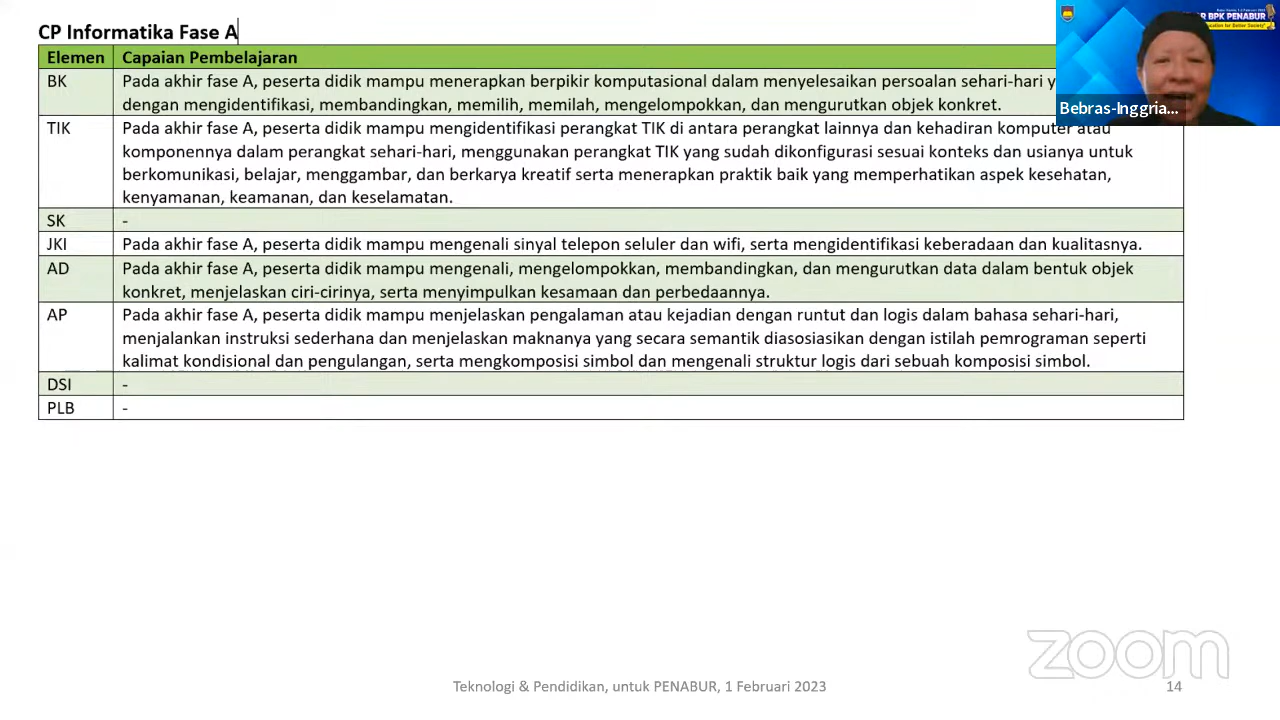 CP Informatika Fase A
Elemen Capaian Pembelajaran
BK Pada akhir fase A, peserta didik mampu menerapkan berpikir komputasional dalam menyelesaikan persoalan sehari-hari
dengan mengidentifikasi, membandingkan, memilih, memilah, mengelompokkan, dan mengurutkan objek konkret.
TIK Pada akhir fase A, peserta didik mampu mengidentifikasi perangkat TIK di antara perangkat lainnya dan kehadiran komputer atau
komponennya dalam perangkat sehari-hari, menggunakan perangkat TIK yang sudah dikonfigurasi sesuai konteks dan usianya untuk
berkomunikasi, belajar, menggambar, dan berkarya kreatif serta menerapkan praktik baik yang memperhatikan aspek kesehatan,
kenyamanan, keamanan, dan keselamatan.
SK -
JKI Pada akhir fase A, peserta didik mampu mengenali sinyal telepon seluler dan wifi, serta mengidentifikasi keberadaan dan kualitasnya.
AD Pada akhir fase A, peserta didik mampu mengenali, mengelompokkan, membandingkan, dan mengurutkan data dalam bentuk objek
konkret, menjelaskan ciri-cirinya, serta menyimpulkan kesamaan dan perbedaannya.
AP Pada akhir fase A, peserta didik mampu menjelaskan pengalaman atau kejadian dengan runtut dan logis dalam bahasa sehari-hari,
menjalankan instruksi sederhana dan menjelaskan maknanya yang secara semantik diasosiasikan dengan istilah pemrograman seperti
kalimat kondisional dan pengulangan, serta mengkomposisi simbol dan mengenali struktur logis dari sebuah komposisi simbol.
DSI -
PLB -
BPK PENABUR
for Better Society
Bebras-Inggria...
zoom
Teknologi & Pendidikan, untuk PENABUR, 1 Februari 2023
14